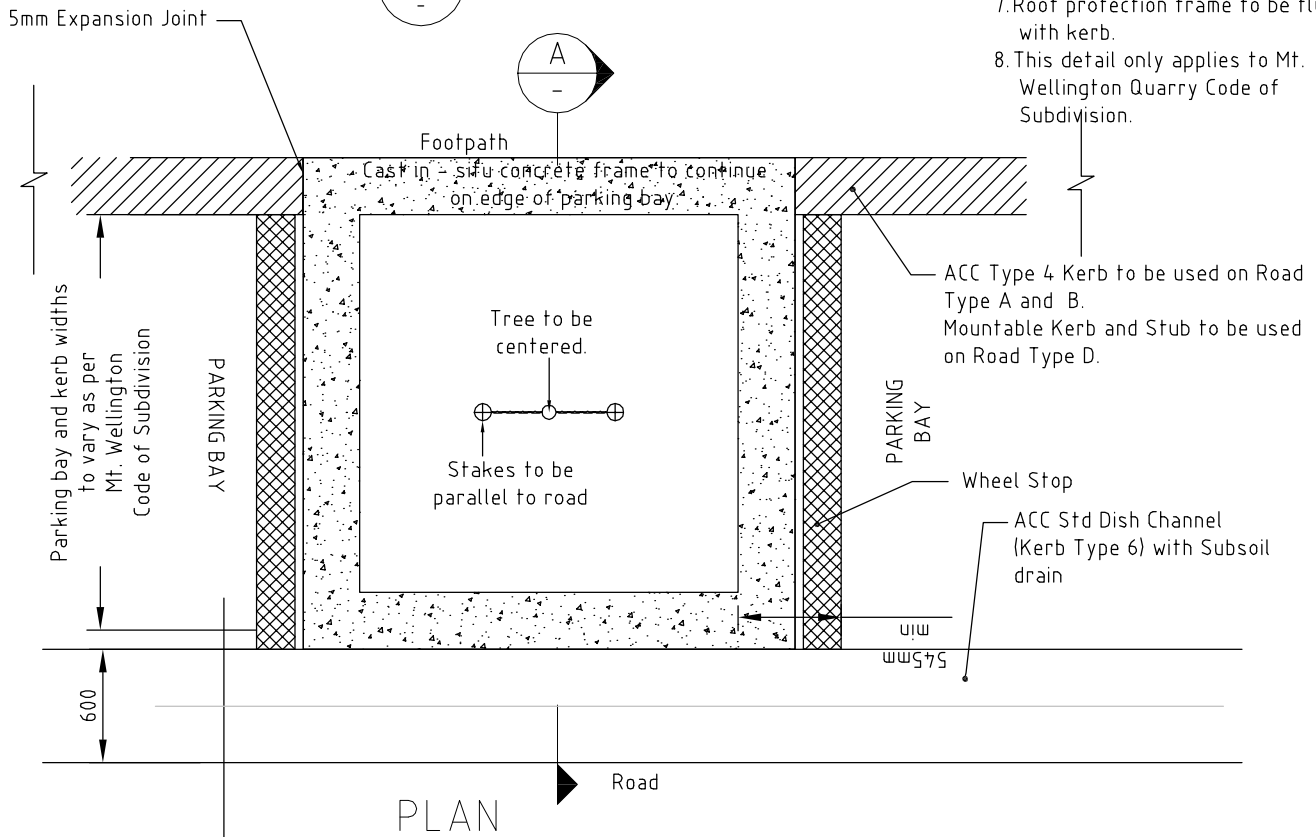 5mm Expansion Joint
-
7. Root protection frame to be
with kerb.
8. This detail only applies to Mt.
Wellington Quarry Code of
Subdivision.
A
-
Footpath
Cast in - situ concrete frame to continue
on edge of parking bay.
ACC Type 4 Kerb to be used on Road
Type A and B.
Mountable Kerb and Stub to be used
on Road Type D.
Parking bay and kerb widths
to vary as per
Mt. Wellington
Code of Subdivision
PARKING BAY
Tree to be
centered.
Stakes to be
parallel to road
PARKING
BAY
Wheel Stop
ACC Std Dish Channel
(Kerb Type 6) with Subsoil
drain
545mm
min
600
Road
PLAN